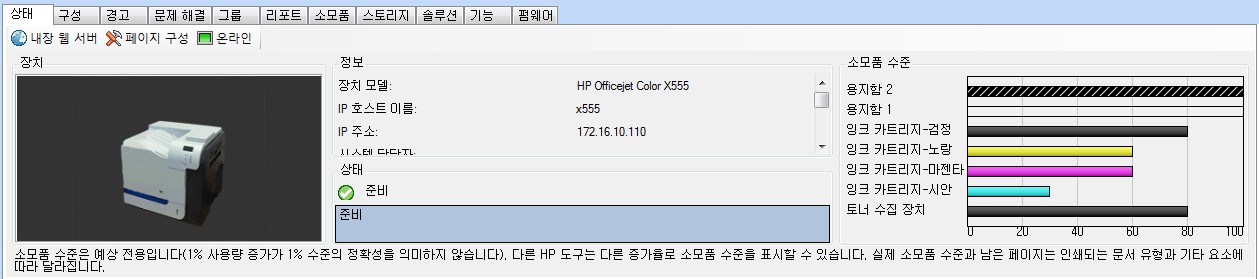 상태 구성 경고 문제 해결 그룹 리포트 소모품 스토리지 솔루션 기능 펌웨어
내장 웹 서버 페이지 구성 온라인
장치
정보
장치 모델: HP Officejet Color X555
IP 호스트 이름: x555
IP 주소: 172.16.10.110
시스템 담당자:
상태
준비
준비
소모품 수준
용지함 2
용지함 1
잉크 카트리지-검정
잉크 카트리지-노랑
잉크 카트리지-마젠타
잉크 카트리지-시안
토너 수집 장치
0 20 40 60 80 100
소모품 수준은 예상 전용입니다(1% 사용량 증가가 1% 수준의 정확성을 의미하지 않습니다). 다른 HP 도구는 다른 증가율로 소모품 수준을 표시할 수 있습니다. 실제 소모품 수준과 남은 페이지는 인쇄되는 문서 유형과 기타 요소에
따라 달라집니다.